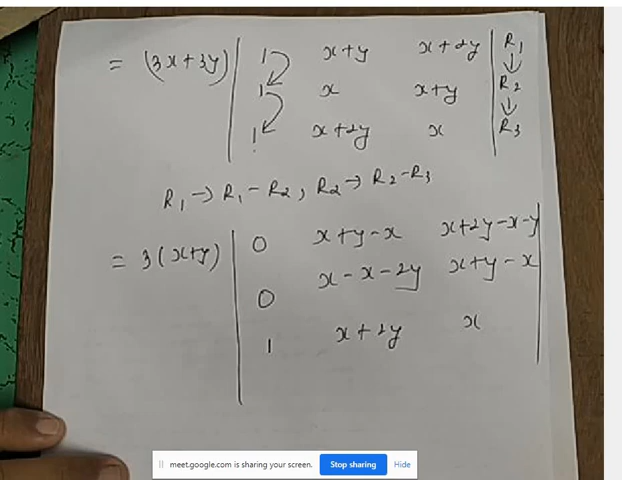 = (3x+3y) | 1 x+y x+2y | R1
↓
1 x x+y R2
↓
1 x+2y x R3
R1 → R1-R2, R2 → R2-R3
= 3(x+y) | 0 x+y-x x+2y-x-y |
0 x-x-2y x+y-x
1 x+2y x
meet.google.com is sharing your screen. Stop sharing Hide